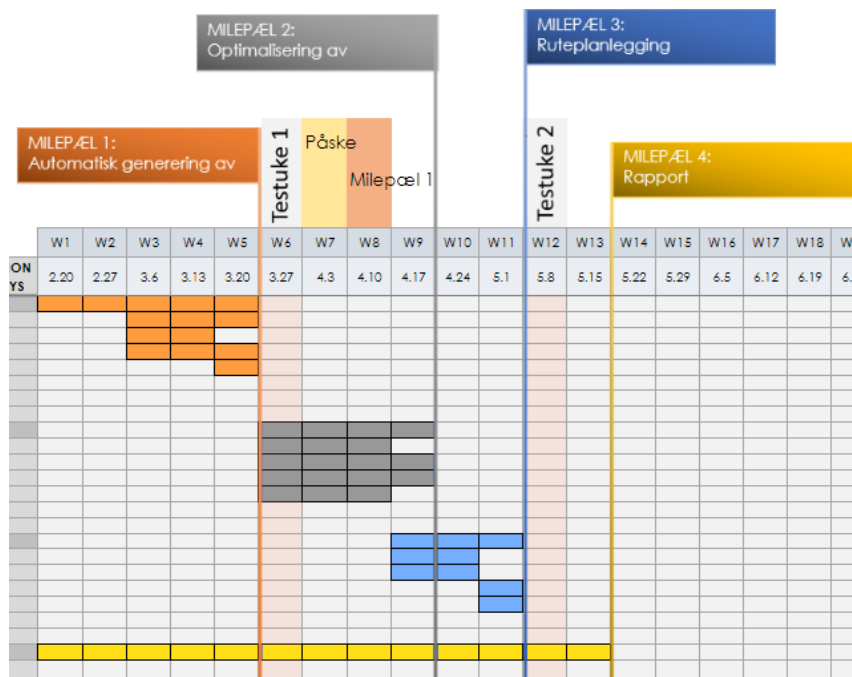 MILEPÆL 2:
Optimalisering av
MILEPÆL 3:
Ruteplanlegging
MILEPÆL 1:
Automatisk generering av
Testuke 1
Påske
Milepæl 1
Testuke 2
MILEPÆL 4:
Rapport
W1 W2 W3 W4 W5 W6 W7 W8 W9 W10 W11 W12 W13 W14 W15 W16 W17 W18 W
ON
YS
2.20 2.27 3.6 3.13 3.20 3.27 4.3 4.10 4.17 4.24 5.1 5.8 5.15 5.22 5.29 6.5 6.12 6.19 6.